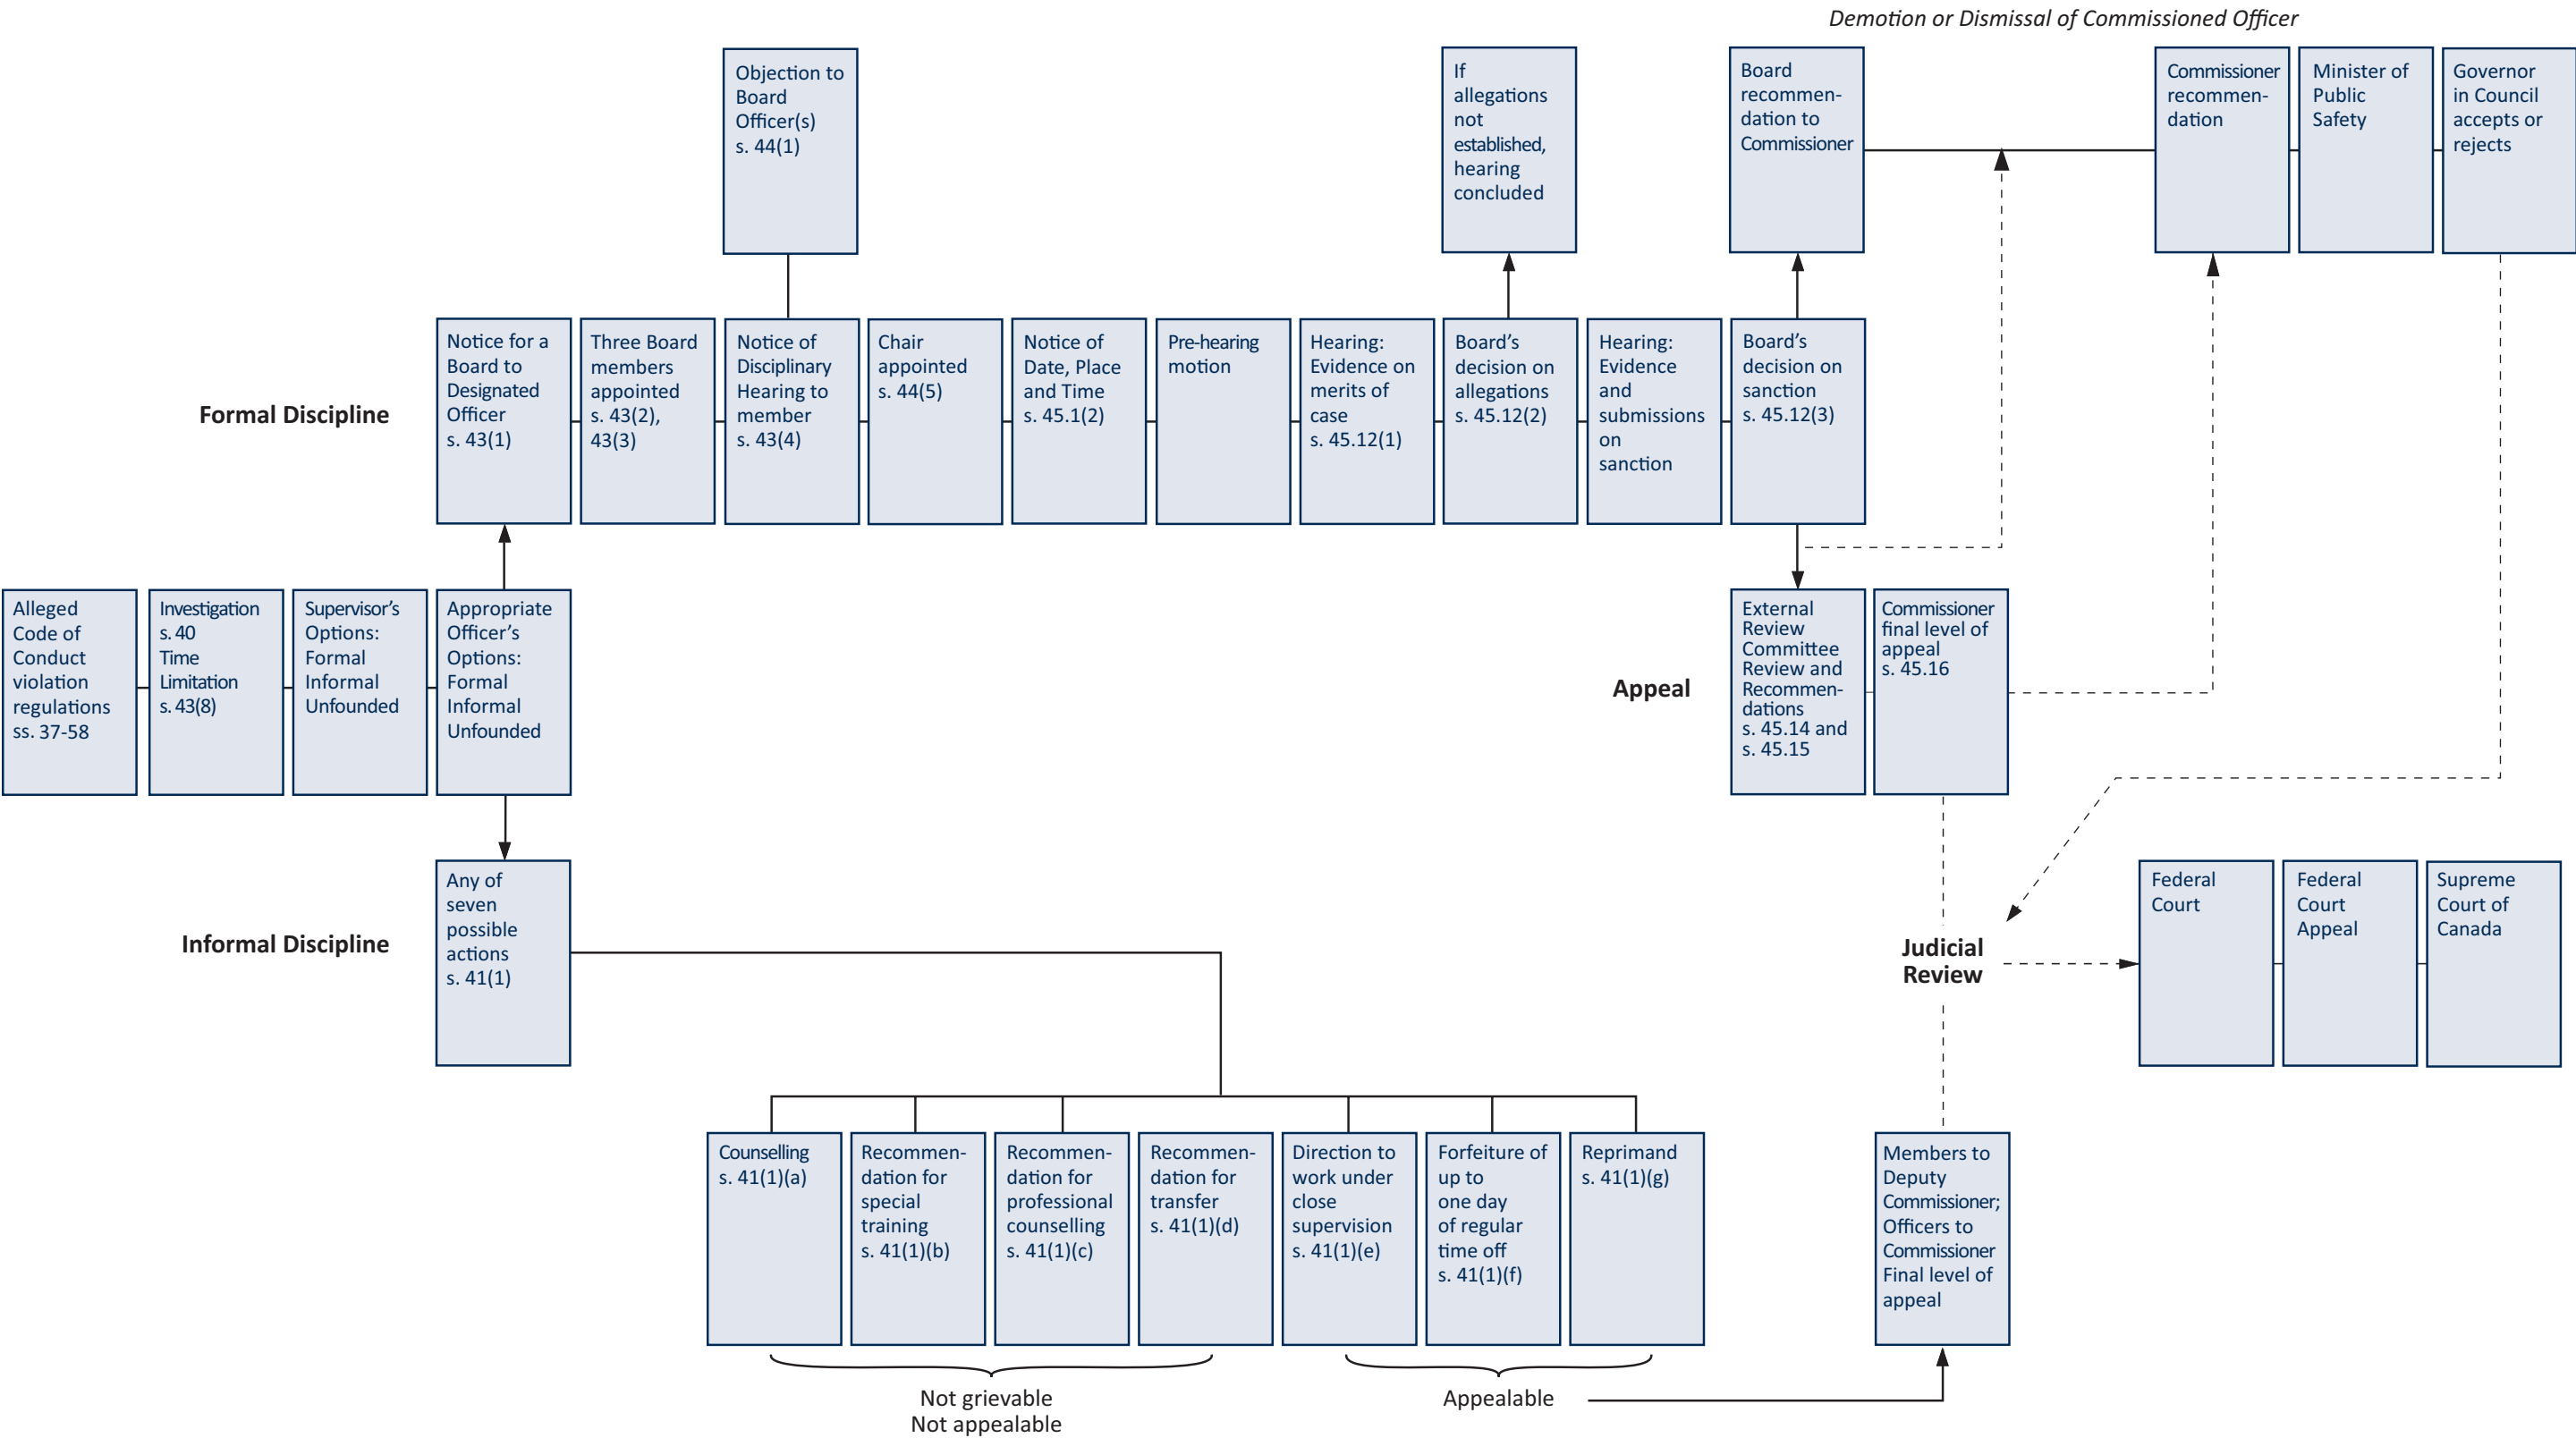 Demotion or Dismissal of Commissioned Officer
Objection to
Board
Officer(s)
s. 44(1)
If
allegations
not
established,
hearing
concluded
Board
recommen-
dation to
Commissioner
Commissioner
recommen-
dation
Minister of
Public
Safety
Governor
in Council
accepts or
rejects
Formal Discipline
Notice for a
Board to
Designated
Officer
s. 43(1)
Three Board
members
appointed
s. 43(2),
43(3)
Notice of
Disciplinary
Hearing to
member
s. 43(4)
Chair
appointed
s. 44(5)
Notice of
Date, Place
and Time
s. 45.1(2)
Pre-hearing
motion
Hearing:
Evidence on
merits of
case
s. 45.12(1)
Board’s
decision on
allegations
s. 45.12(2)
Hearing:
Evidence
and
submissions
on
sanction
Board’s
decision on
sanction
s. 45.12(3)
Alleged
Code of
Conduct
violation
regulations
ss. 37-58
Investigation
s. 40
Time
Limitation
s. 43(8)
Supervisor’s
Options:
Formal
Informal
Unfounded
Appropriate
Officer’s
Options:
Formal
Informal
Unfounded
Appeal
External
Review
Committee
Review and
Recommen-
dations
s. 45.14 and
s. 45.15
Commissioner
final level of
appeal
s. 45.16
Informal Discipline
Any of
seven
possible
actions
s. 41(1)
Judicial
Review
Federal
Court
Federal
Court
Appeal
Supreme
Court of
Canada
Counselling
s. 41(1)(a)
Recommen-
dation for
special
training
s. 41(1)(b)
Recommen-
dation for
professional
counselling
s. 41(1)(c)
Recommen-
dation for
transfer
s. 41(1)(d)
Direction to
work under
close
supervision
s. 41(1)(e)
Forfeiture of
up to
one day
of regular
time off
s. 41(1)(f)
Reprimand
s. 41(1)(g)
Members to
Deputy
Commissioner;
Officers to
Commissioner
Final level of
appeal
Not grievable
Not appealable
Appealable